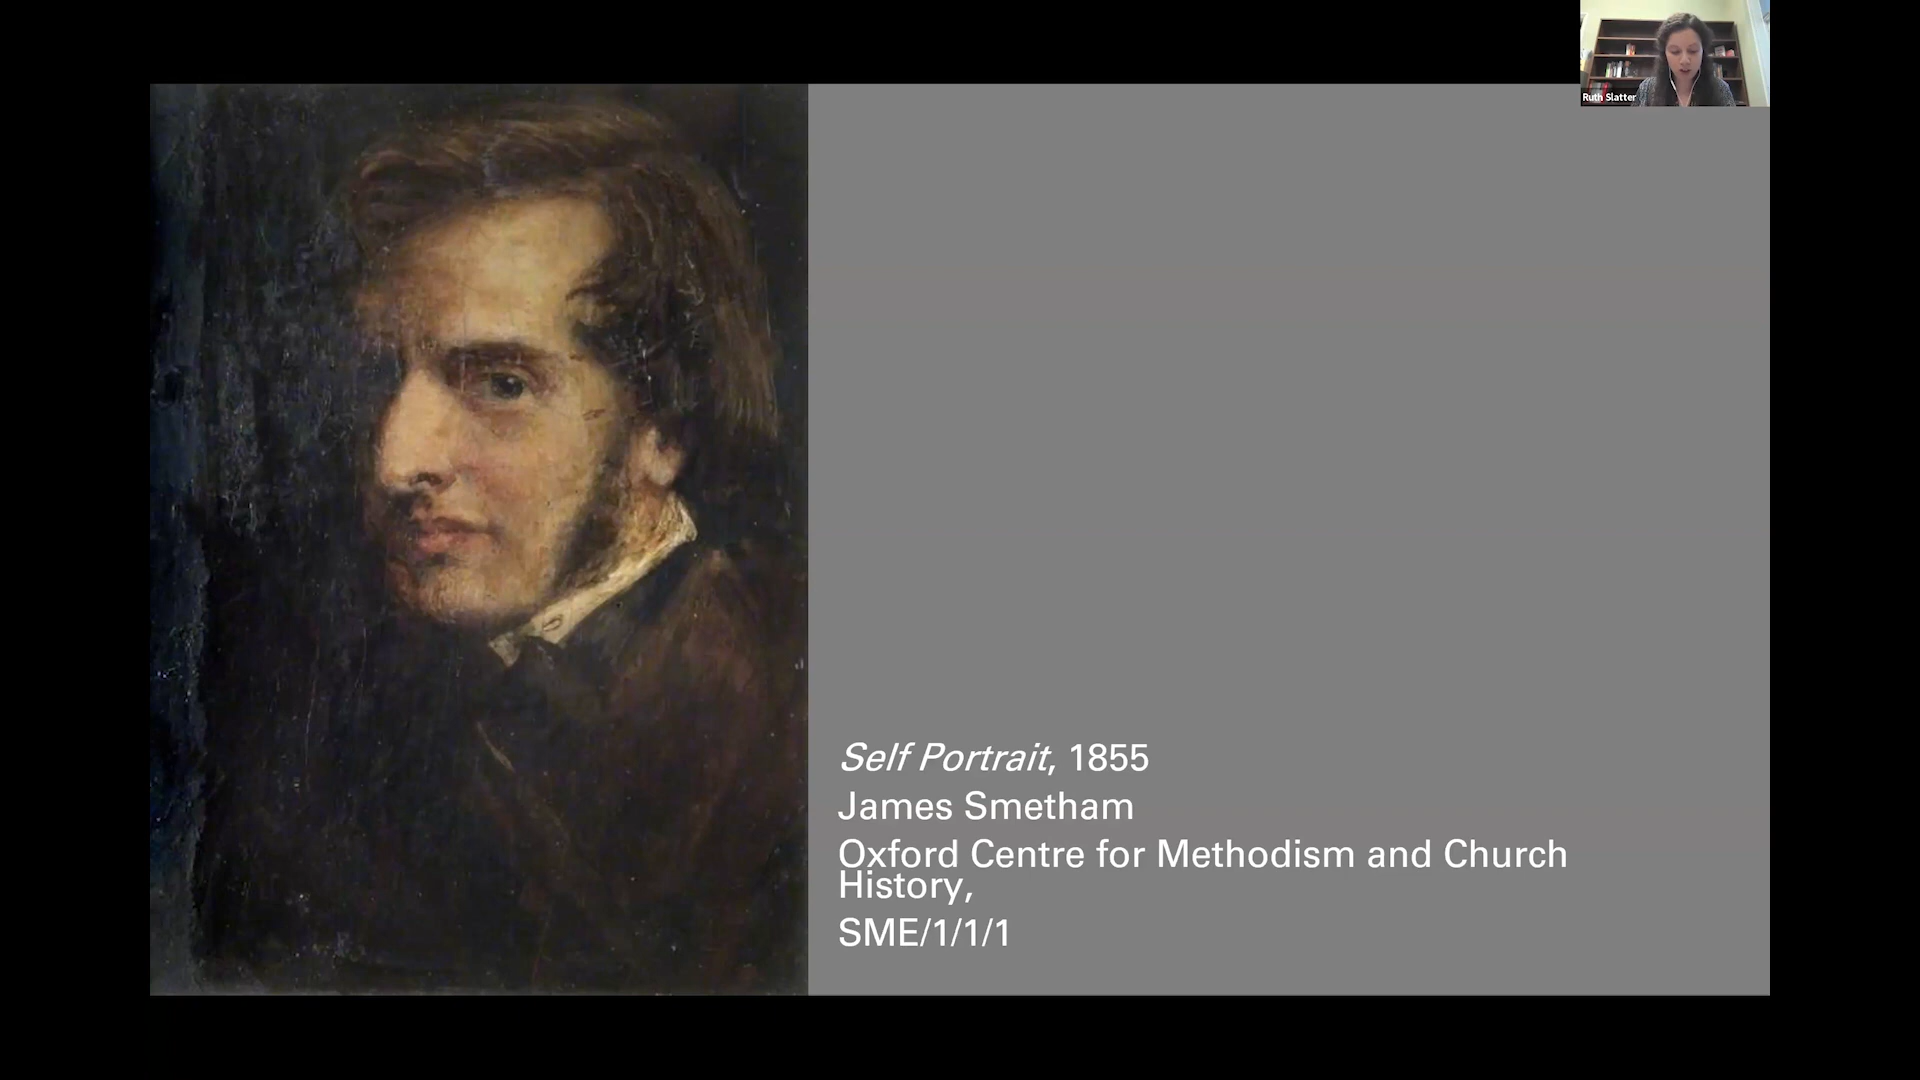 Ruth Slatter
Self Portrait, 1855
James Smetham
Oxford Centre for Methodism and Church
History,
SME/1/1/1